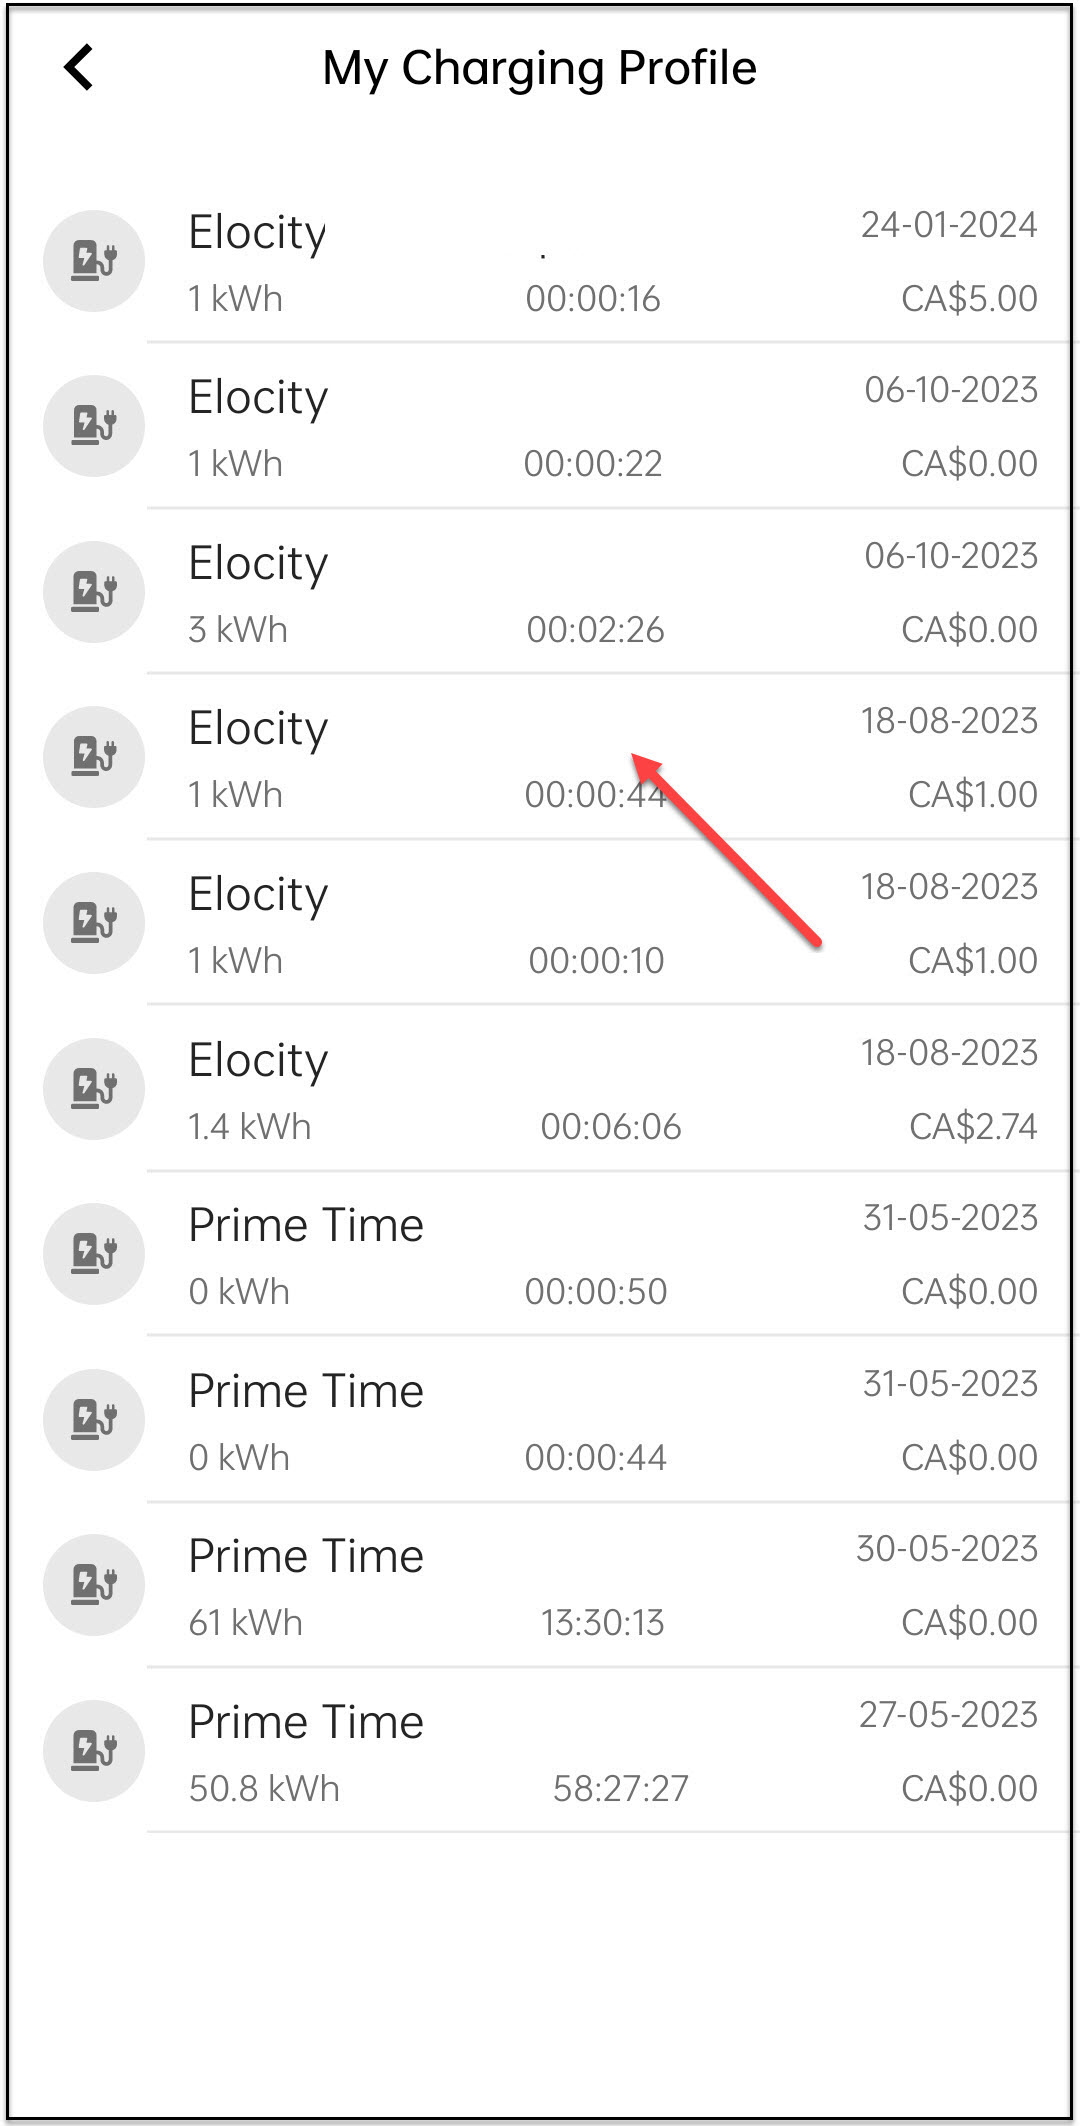 My Charging Profile
Elocity 24-01-2024
1 kWh 00:00:16 CA$5.00
Elocity 06-10-2023
1 kWh 00:00:22 CA$0.00
Elocity 06-10-2023
3 kWh 00:02:26 CA$0.00
Elocity 18-08-2023
1 kWh 00:00:44 CA$1.00
Elocity 18-08-2023
1 kWh 00:00:10 CA$1.00
Elocity 18-08-2023
1.4 kWh 00:06:06 CA$2.74
Prime Time 31-05-2023
0 kWh 00:00:50 CA$0.00
Prime Time 31-05-2023
0 kWh 00:00:44 CA$0.00
Prime Time 30-05-2023
61 kWh 13:30:13 CA$0.00
Prime Time 27-05-2023
50.8 kWh 58:27:27 CA$0.00